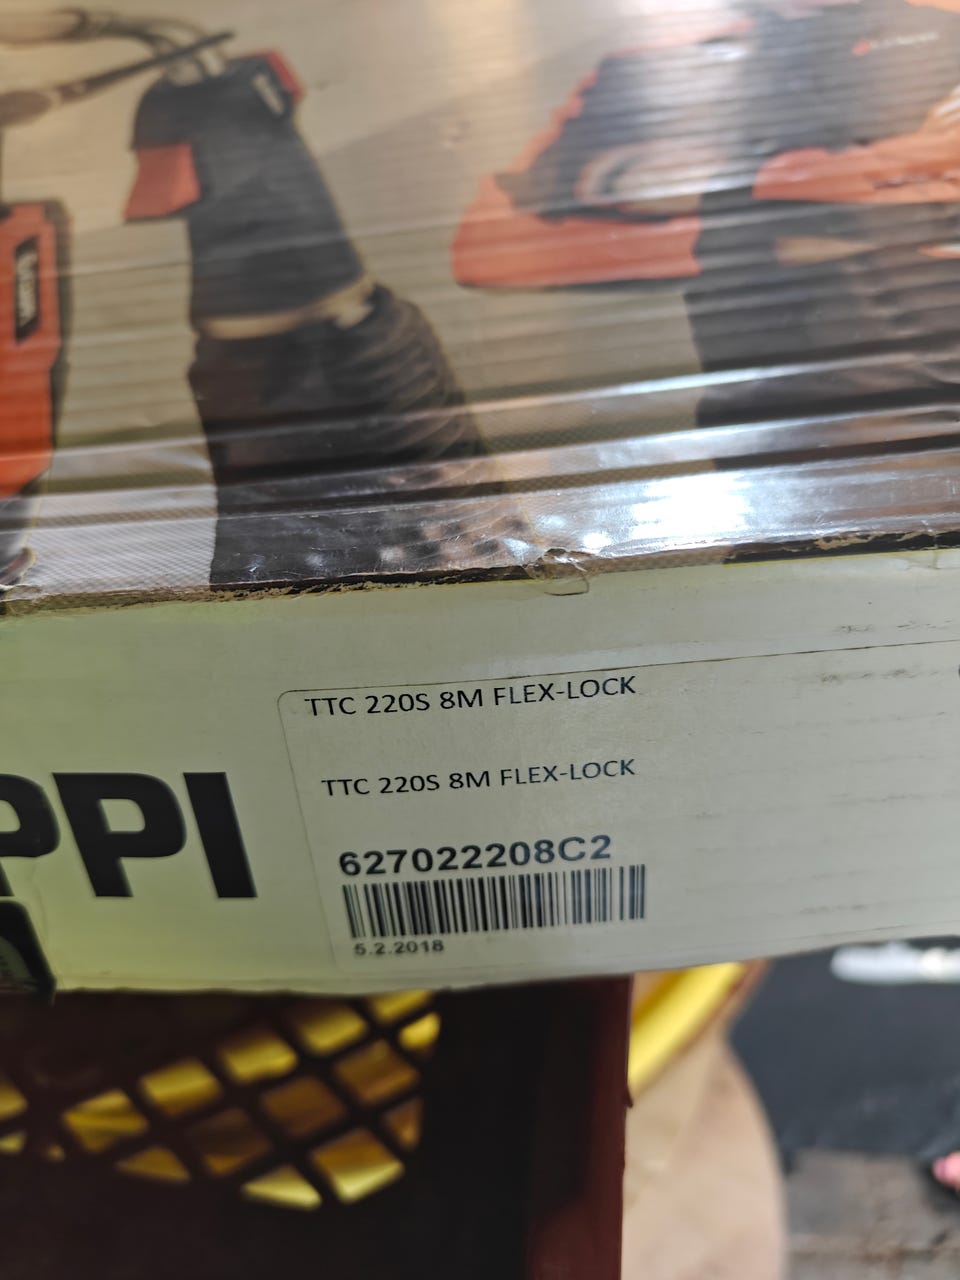 TTC 220S 8M FLEX-LOCK
TTC 220S 8M FLEX-LOCK
PPI
627022208C2
5.2.2018